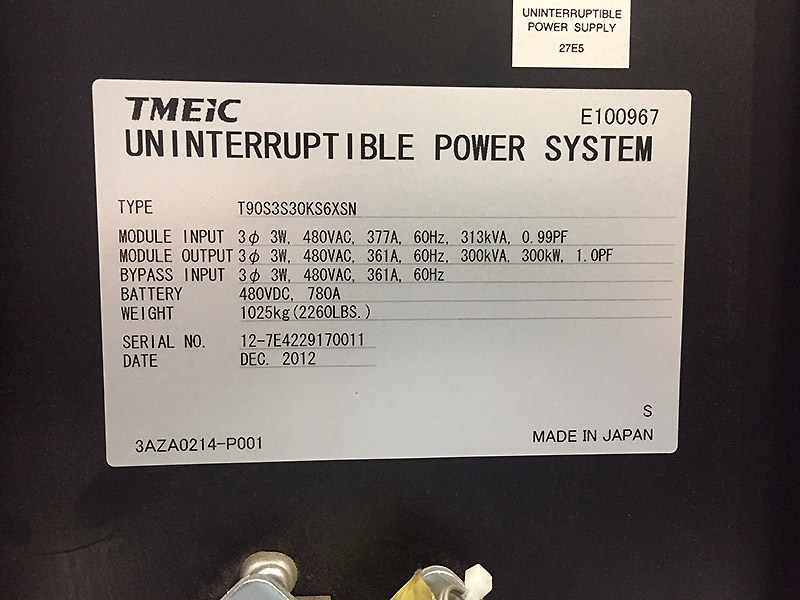 UNINTERRUPTIBLE
POWER SUPPLY
27E5
TMEiC
E100967
UNINTERRUPTIBLE POWER SYSTEM
TYPE T90S3S30KS6XSN
MODULE INPUT 3φ 3W, 480VAC, 377A, 60Hz, 313kVA, 0.99PF
MODULE OUTPUT 3φ 3W, 480VAC, 361A, 60Hz, 300kVA, 300kW, 1.0PF
BYPASS INPUT 3φ 3W, 480VAC, 361A, 60Hz
BATTERY 480VDC, 780A
WEIGHT 1025kg(2260LBS.)
SERIAL NO. 12-7E4229170011
DATE DEC. 2012
S
3AZA0214-P001 MADE IN JAPAN